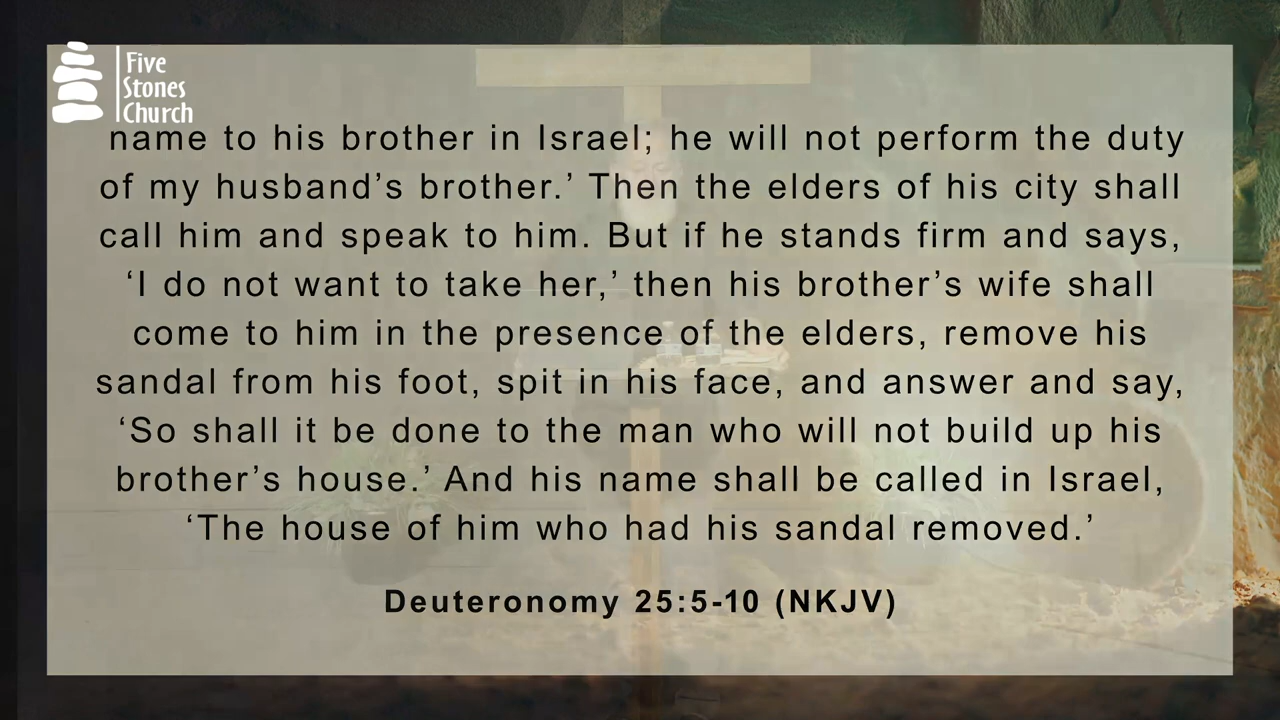 Five
Stones
Church
name to his brother in Israel; he will not perform the duty
of my husband’s brother.’ Then the elders of his city shall
call him and speak to him. But if he stands firm and says,
‘I do not want to take her,’ then his brother’s wife shall
come to him in the presence of the elders, remove his
sandal from his foot, spit in his face, and answer and say,
‘So shall it be done to the man who will not build up his
brother’s house.’ And his name shall be called in Israel,
‘The house of him who had his sandal removed.’
Deuteronomy 25:5-10 (NKJV)